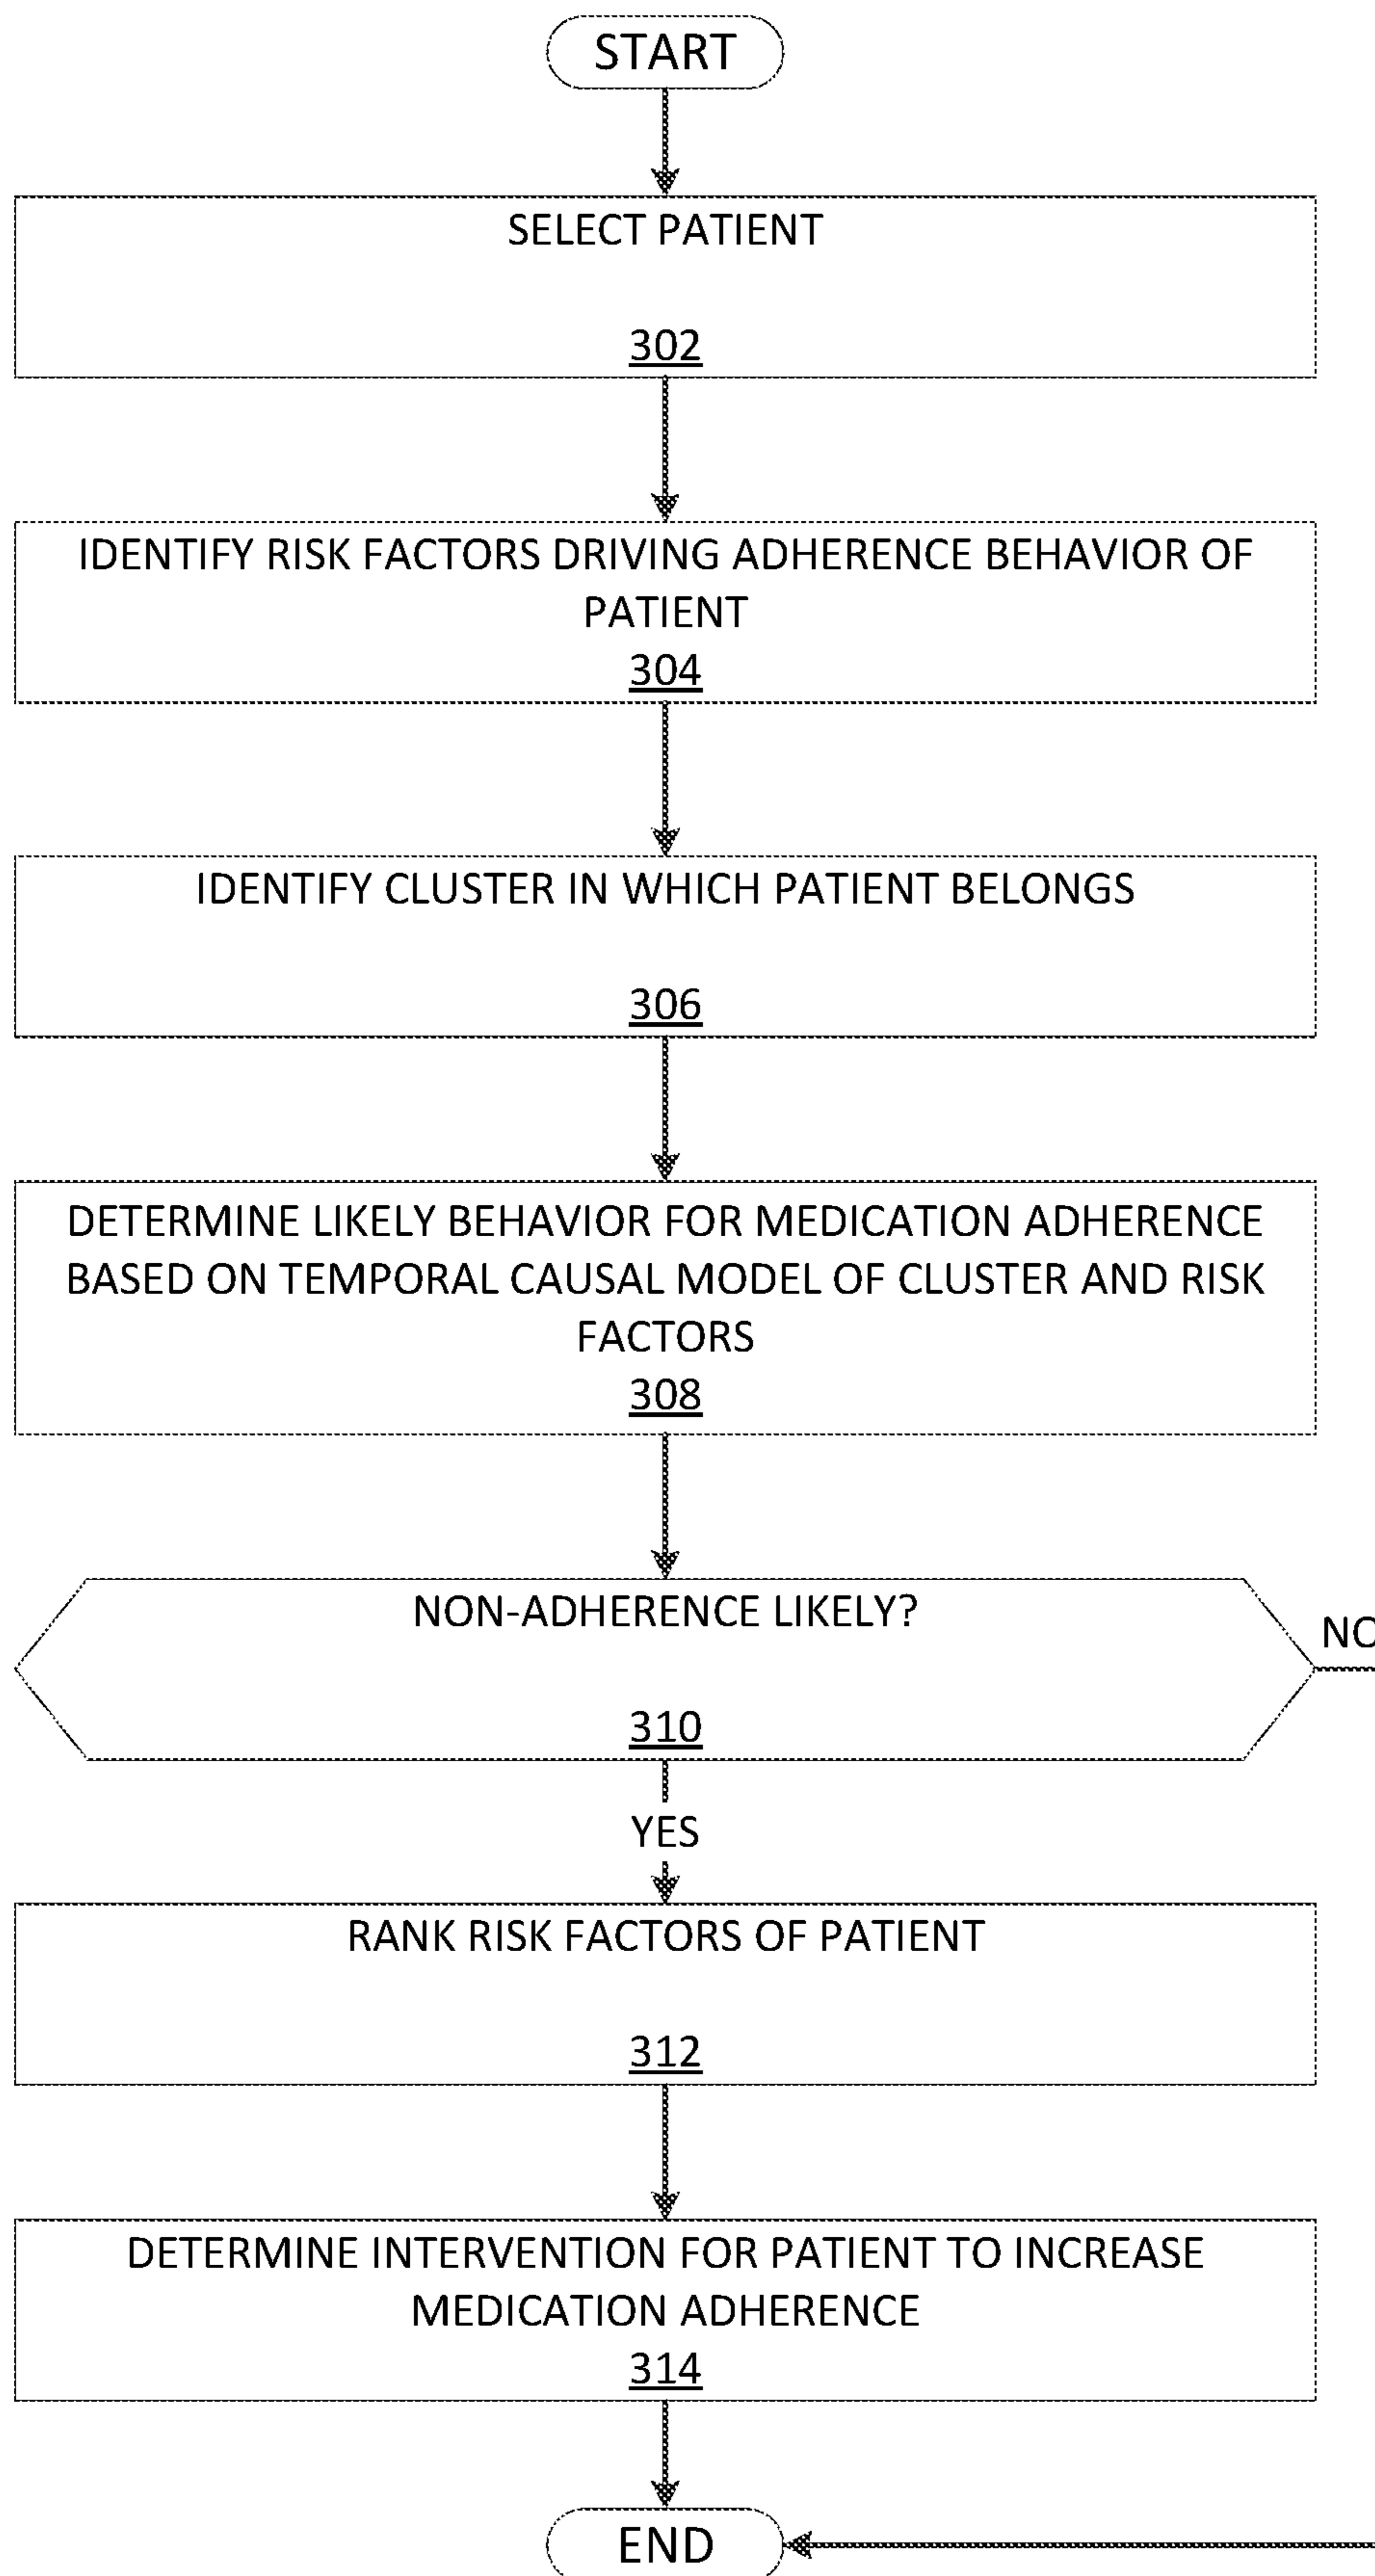 START
SELECT PATIENT
302
IDENTIFY RISK FACTORS DRIVING ADHERENCE BEHAVIOR OF
PATIENT
304
IDENTIFY CLUSTER IN WHICH PATIENT BELONGS
306
DETERMINE LIKELY BEHAVIOR FOR MEDICATION ADHERENCE
BASED ON TEMPORAL CAUSAL MODEL OF CLUSTER AND RISK
FACTORS
308
NON-ADHERENCE LIKELY?
NO
310
YES
RANK RISK FACTORS OF PATIENT
312
DETERMINE INTERVENTION FOR PATIENT TO INCREASE
MEDICATION ADHERENCE
314
END